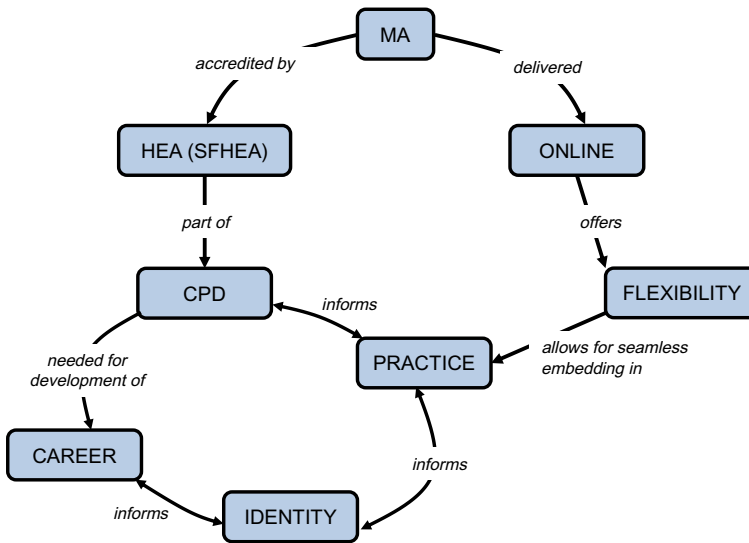 MA
accredited by
delivered
HEA (SFHEA)
ONLINE
part of
offers
CPD
informs
FLEXIBILITY
needed for
development of
PRACTICE
allows for seamless
embedding in
CAREER
informs
informs
IDENTITY